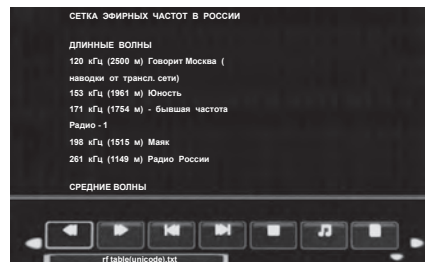 СЕТКА ЭФИРНЫХ ЧАСТОТ В РОССИИ
ДЛИННЫЕ ВОЛНЫ
120 кГц (2500 м) Говорит Москва (
наводки от трансл. сети)
153 кГц (1961 м) Юность
171 кГц (1754 м) - бывшая частота
Радио - 1
198 кГц (1515 м) Маяк
261 кГц (1149 м) Радио России
СРЕДНИЕ ВОЛНЫ
rf table(unicode).txt